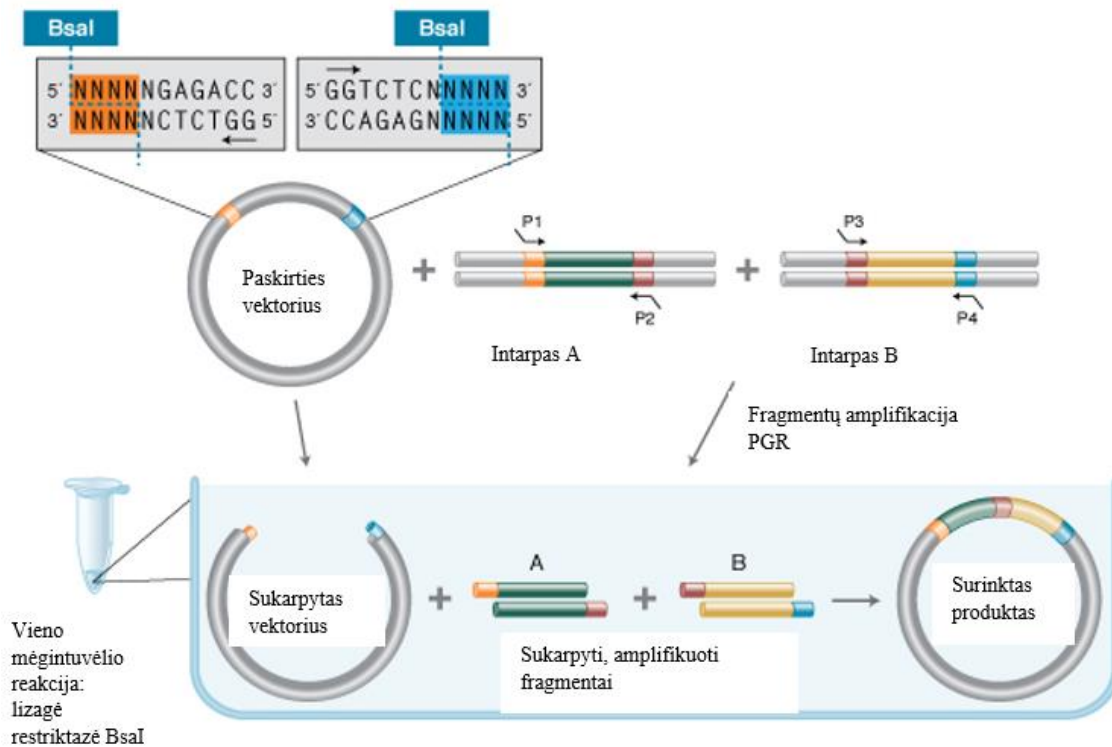 BsaI
BsaI
5´ NNNNNGAGACC 3´
3´ NNNNNCTCTGG 5´
5´ GGTCTCNNNNN 3´
3´ CCAGAGNNNNN 5´
Paskirties
vektorius
+
P1
P2
Intarpas A
+
P3
P4
Intarpas B
Fragmentų amplifikacija
PGR
Vieno
mėgintuvėlio
reakcija:
lizagė
restriktazė BsaI
Sukarpytas
vektorius
+
A
+
B
Sukarpyti, amplifikuoti
fragmentai
Surinktas
produktas